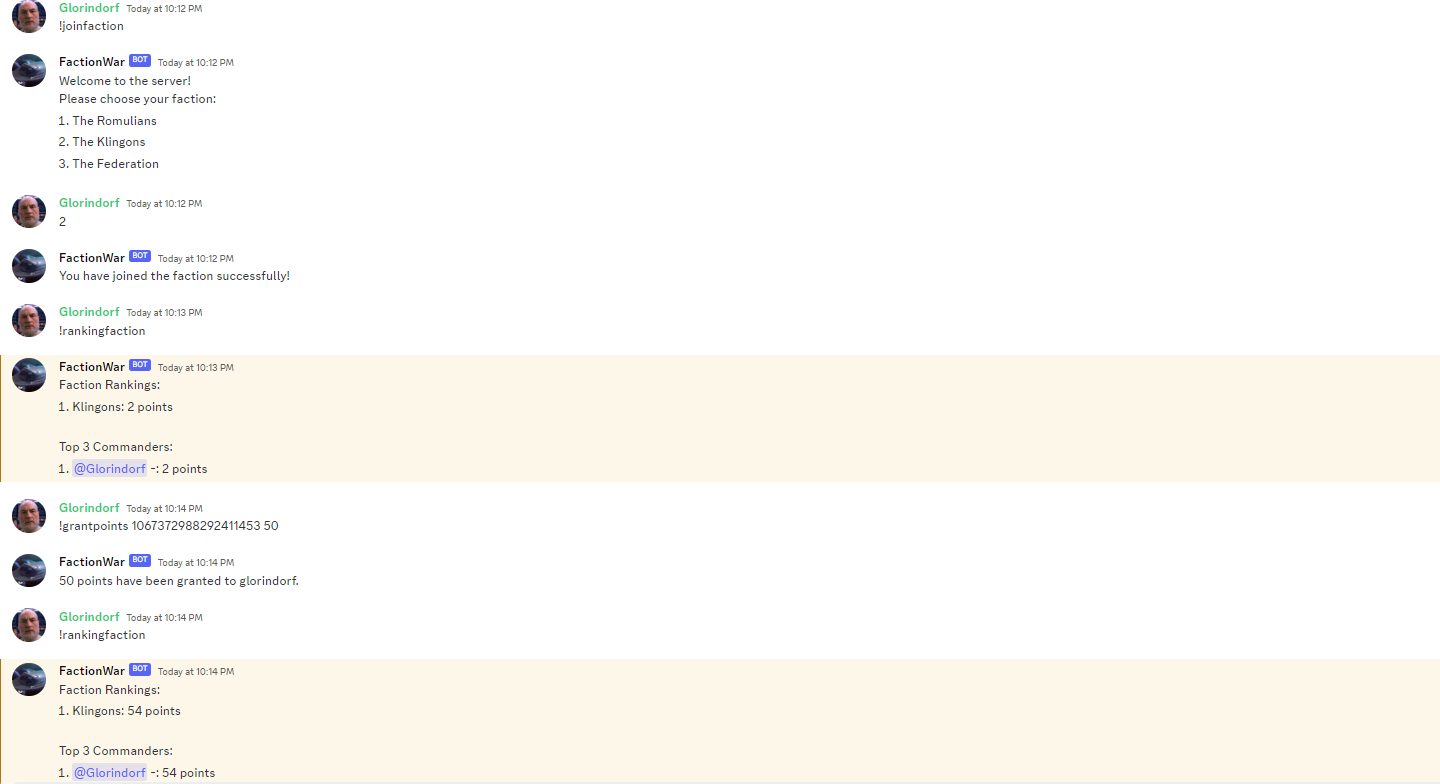 Glorindorf Today at 10:12 PM
!joinfaction
FactionWar BOT Today at 10:12 PM
Welcome to the server!
Please choose your faction:
1. The Romulians
2. The Klingons
3. The Federation
Glorindorf Today at 10:12 PM
2
FactionWar BOT Today at 10:12 PM
You have joined the faction successfully!
Glorindorf Today at 10:13 PM
!rankingfaction
FactionWar BOT Today at 10:13 PM
Faction Rankings:
1. Klingons: 2 points
Top 3 Commanders:
1. @Glorindorf -: 2 points
Glorindorf Today at 10:14 PM
!grantpoints 1067372988292411453 50
FactionWar BOT Today at 10:14 PM
50 points have been granted to glorindorf.
Glorindorf Today at 10:14 PM
!rankingfaction
FactionWar BOT Today at 10:14 PM
Faction Rankings:
1. Klingons: 54 points
Top 3 Commanders:
1. @Glorindorf -: 54 points